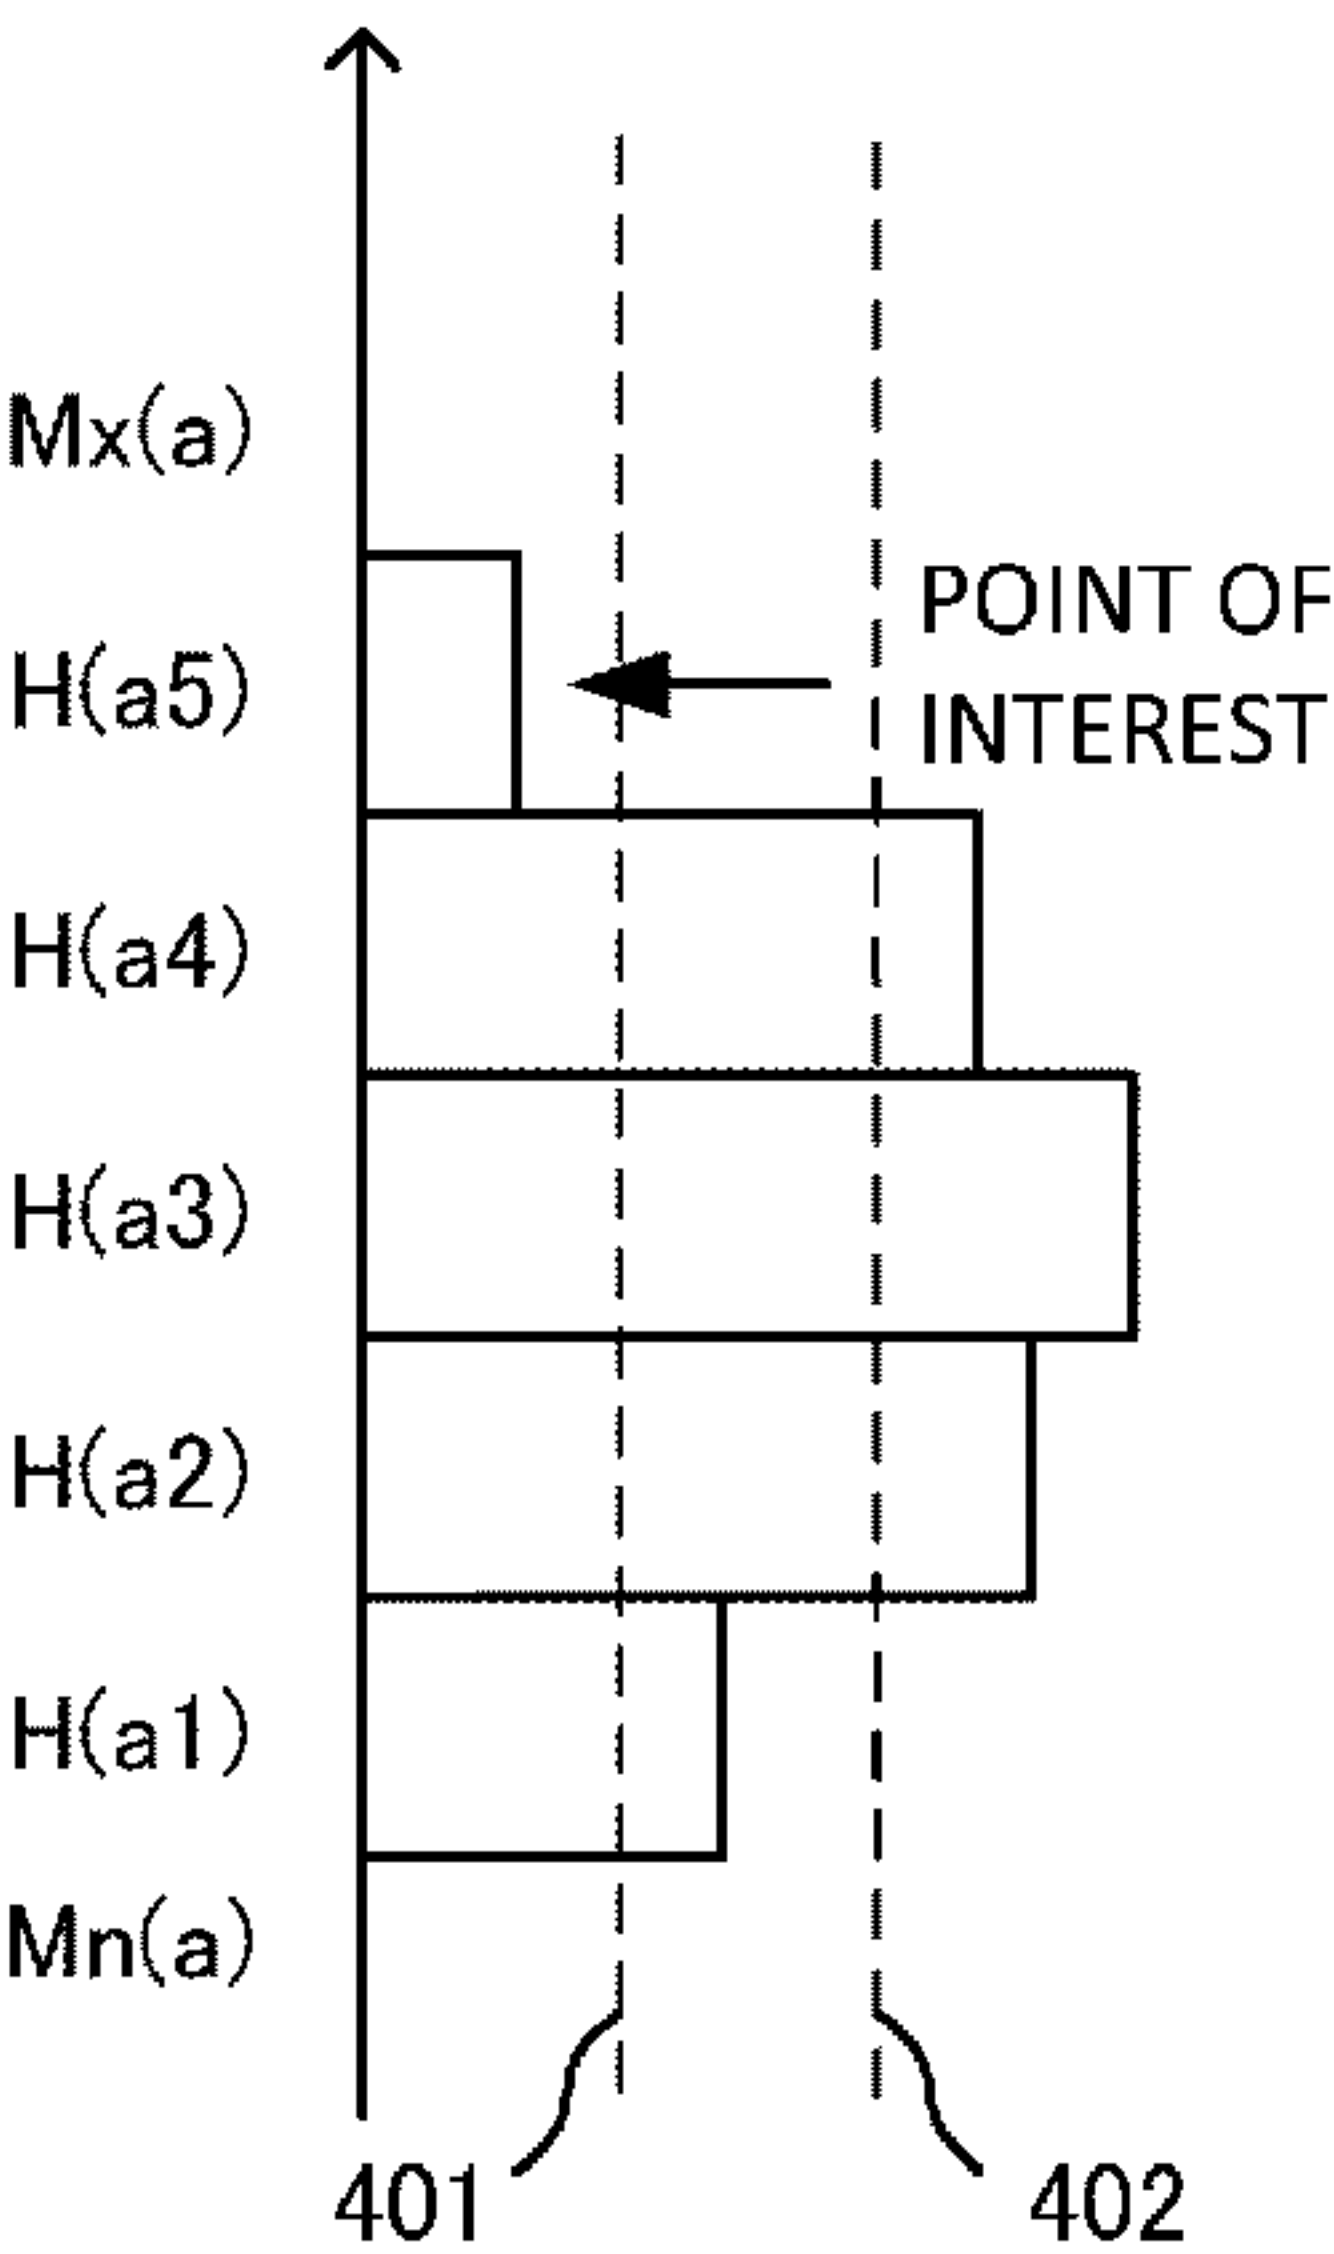 Mx(a)
POINT OF
INTEREST
H(a5)
H(a4)
H(a3)
H(a2)
H(a1)
Mn(a)
401
402